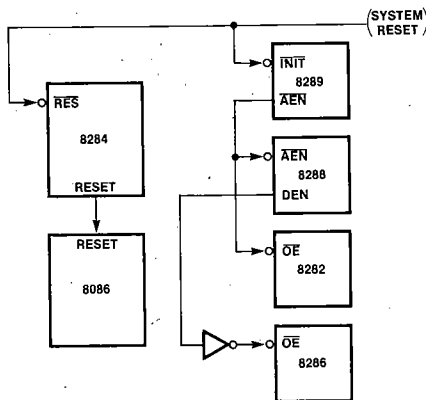 (SYSTEM RESET)
INIT
8289
AEN
RES
8284
RESET
AEN
8288
DEN
RESET
8086
OE
8282
OE
8286